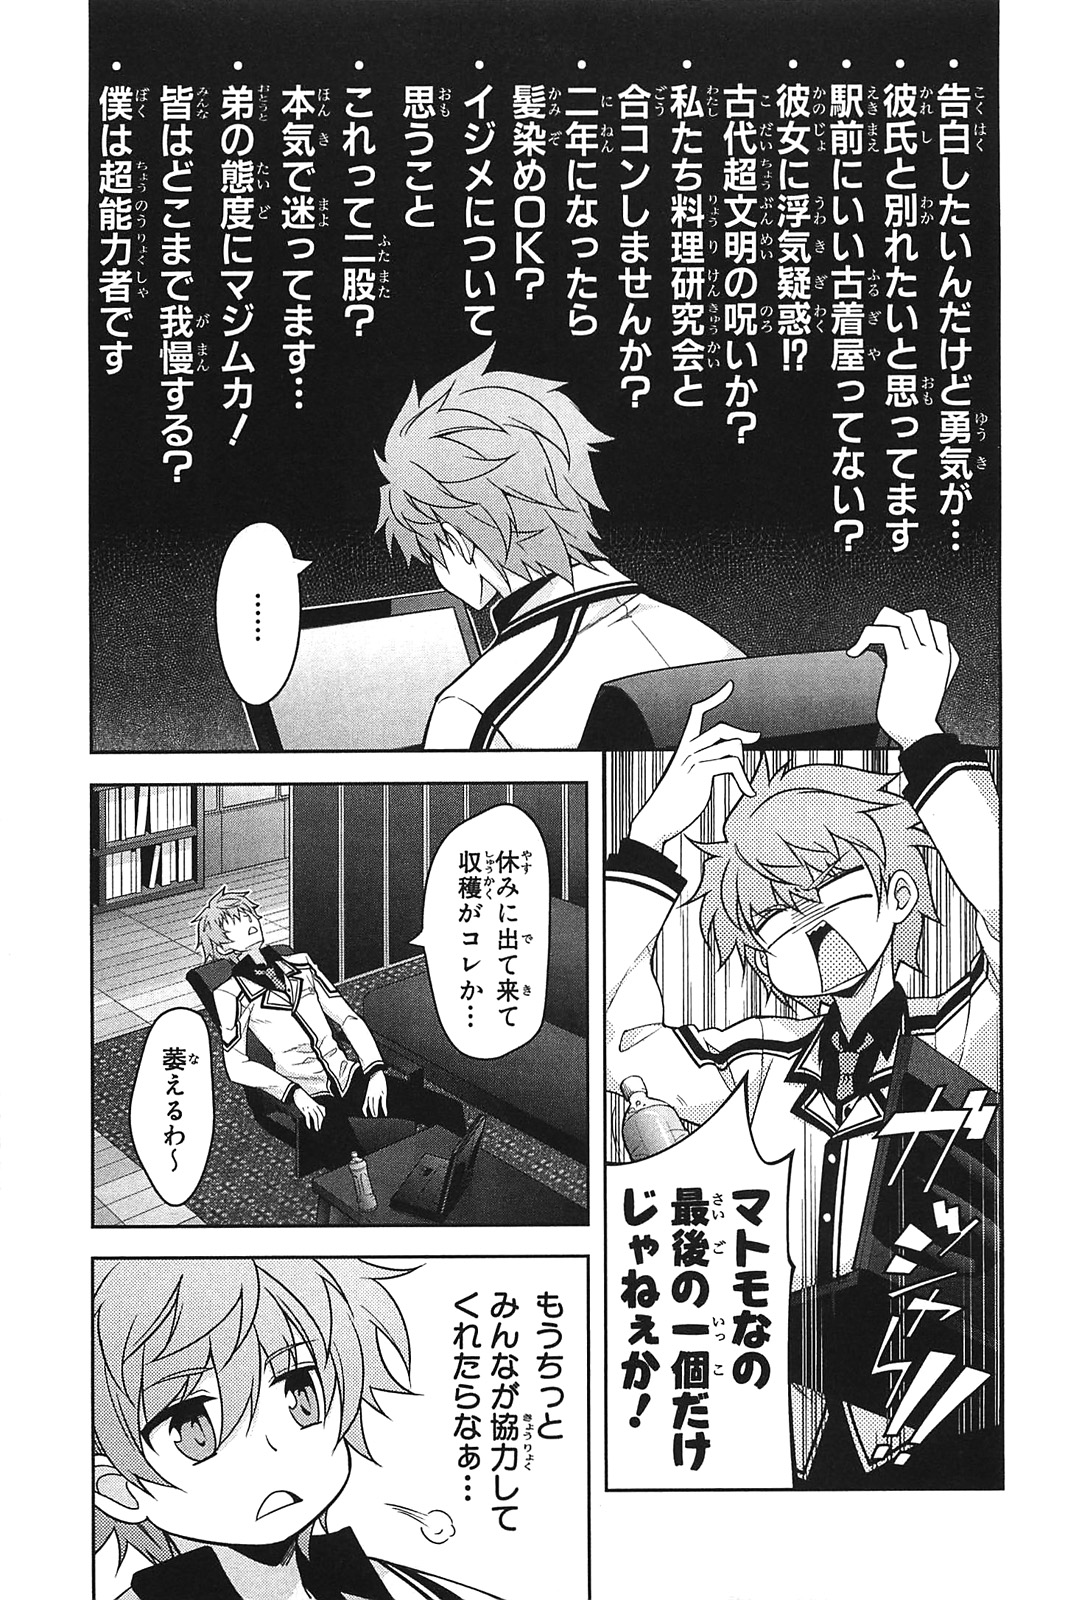 ・告白したいんだけど勇気が…
・彼氏と別れたいと思ってます
・駅前にいい古着屋ってない？
・彼女に浮気疑惑!?
・古代超文明の呪いか？
・私たち料理研究会と
合コンしませんか？
・二年になったら
髪染めOK？
・イジメについて
思うこと
・これって二股？
本気で迷ってます…
・弟の態度にマジムカ！
皆はどこまで我慢する？
・僕は超能力者です
……
ガシャ!!
マトモなの
最後の一個だけ
じゃねぇか！
休みに出て来て
収穫がコレか…
萎えるわ〜
もうちっと
みんなが協力して
くれたらなぁ…